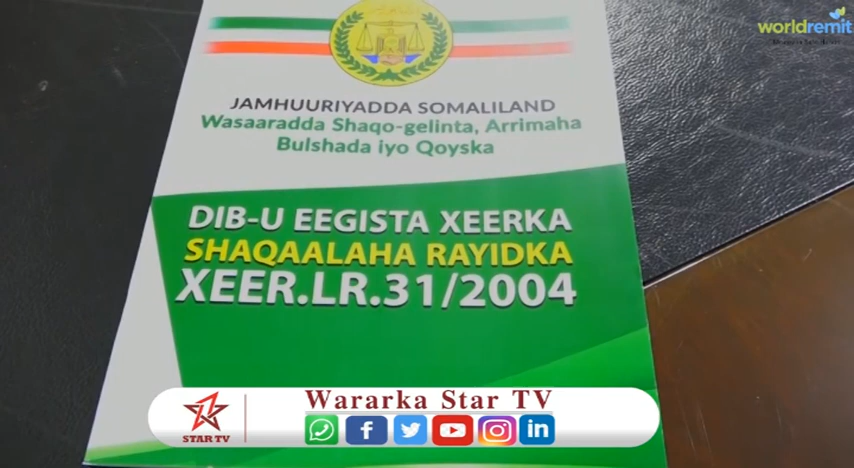 worldremit
JAMHUURIYADDA SOMALILAND
Wasaaradda Shaqo-gelinta, Arrimaha
Bulshada iyo Qoyska
DIB-U EEGISTA XEERKA
SHAQAALAHA RAYIDKA
XEER.LR.31/2004
Wararka Star TV
STAR TV